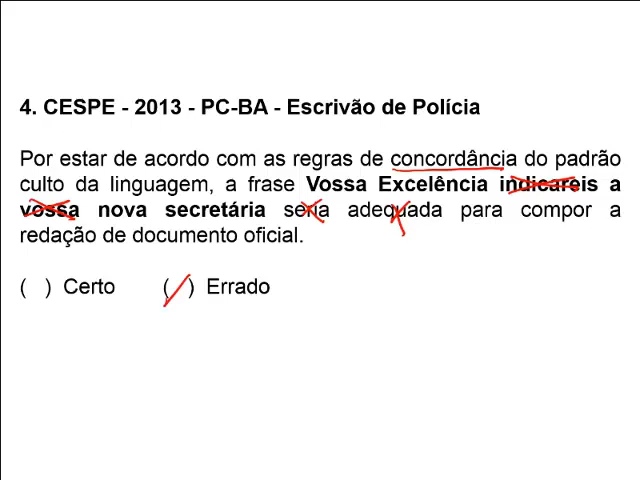 4. CESPE - 2013 - PC-BA - Escrivão de Polícia
Por estar de acordo com as regras de concordância do padrão
culto da linguagem, a frase Vossa Excelência indicareis a
vossa nova secretária seria adequada para compor a
redação de documento oficial.
( ) Certo ( ) Errado